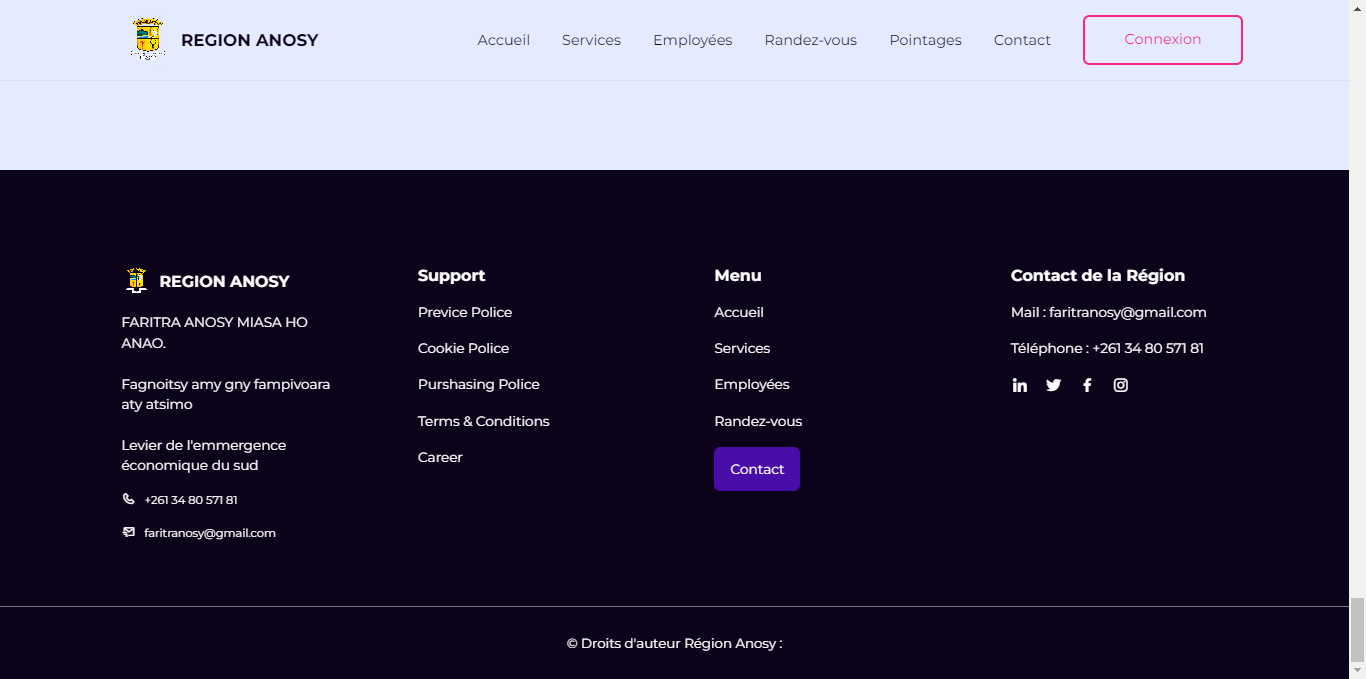 REGION ANOSY
Accueil
Services
Employées
Randez-vous
Pointages
Contact
Connexion
REGION ANOSY
FARITRA ANOSY MIASA HO
ANAO.
Fagnoitsy amy gny fampivoara
aty atsimo
Levier de l'emmergence
économique du sud
+261 34 80 571 81
faritranosy@gmail.com
Support
Previce Police
Cookie Police
Purshasing Police
Terms & Conditions
Career
Menu
Accueil
Services
Employées
Randez-vous
Contact
Contact de la Région
Mail : faritranosy@gmail.com
Téléphone : +261 34 80 571 81
© Droits d'auteur Région Anosy :